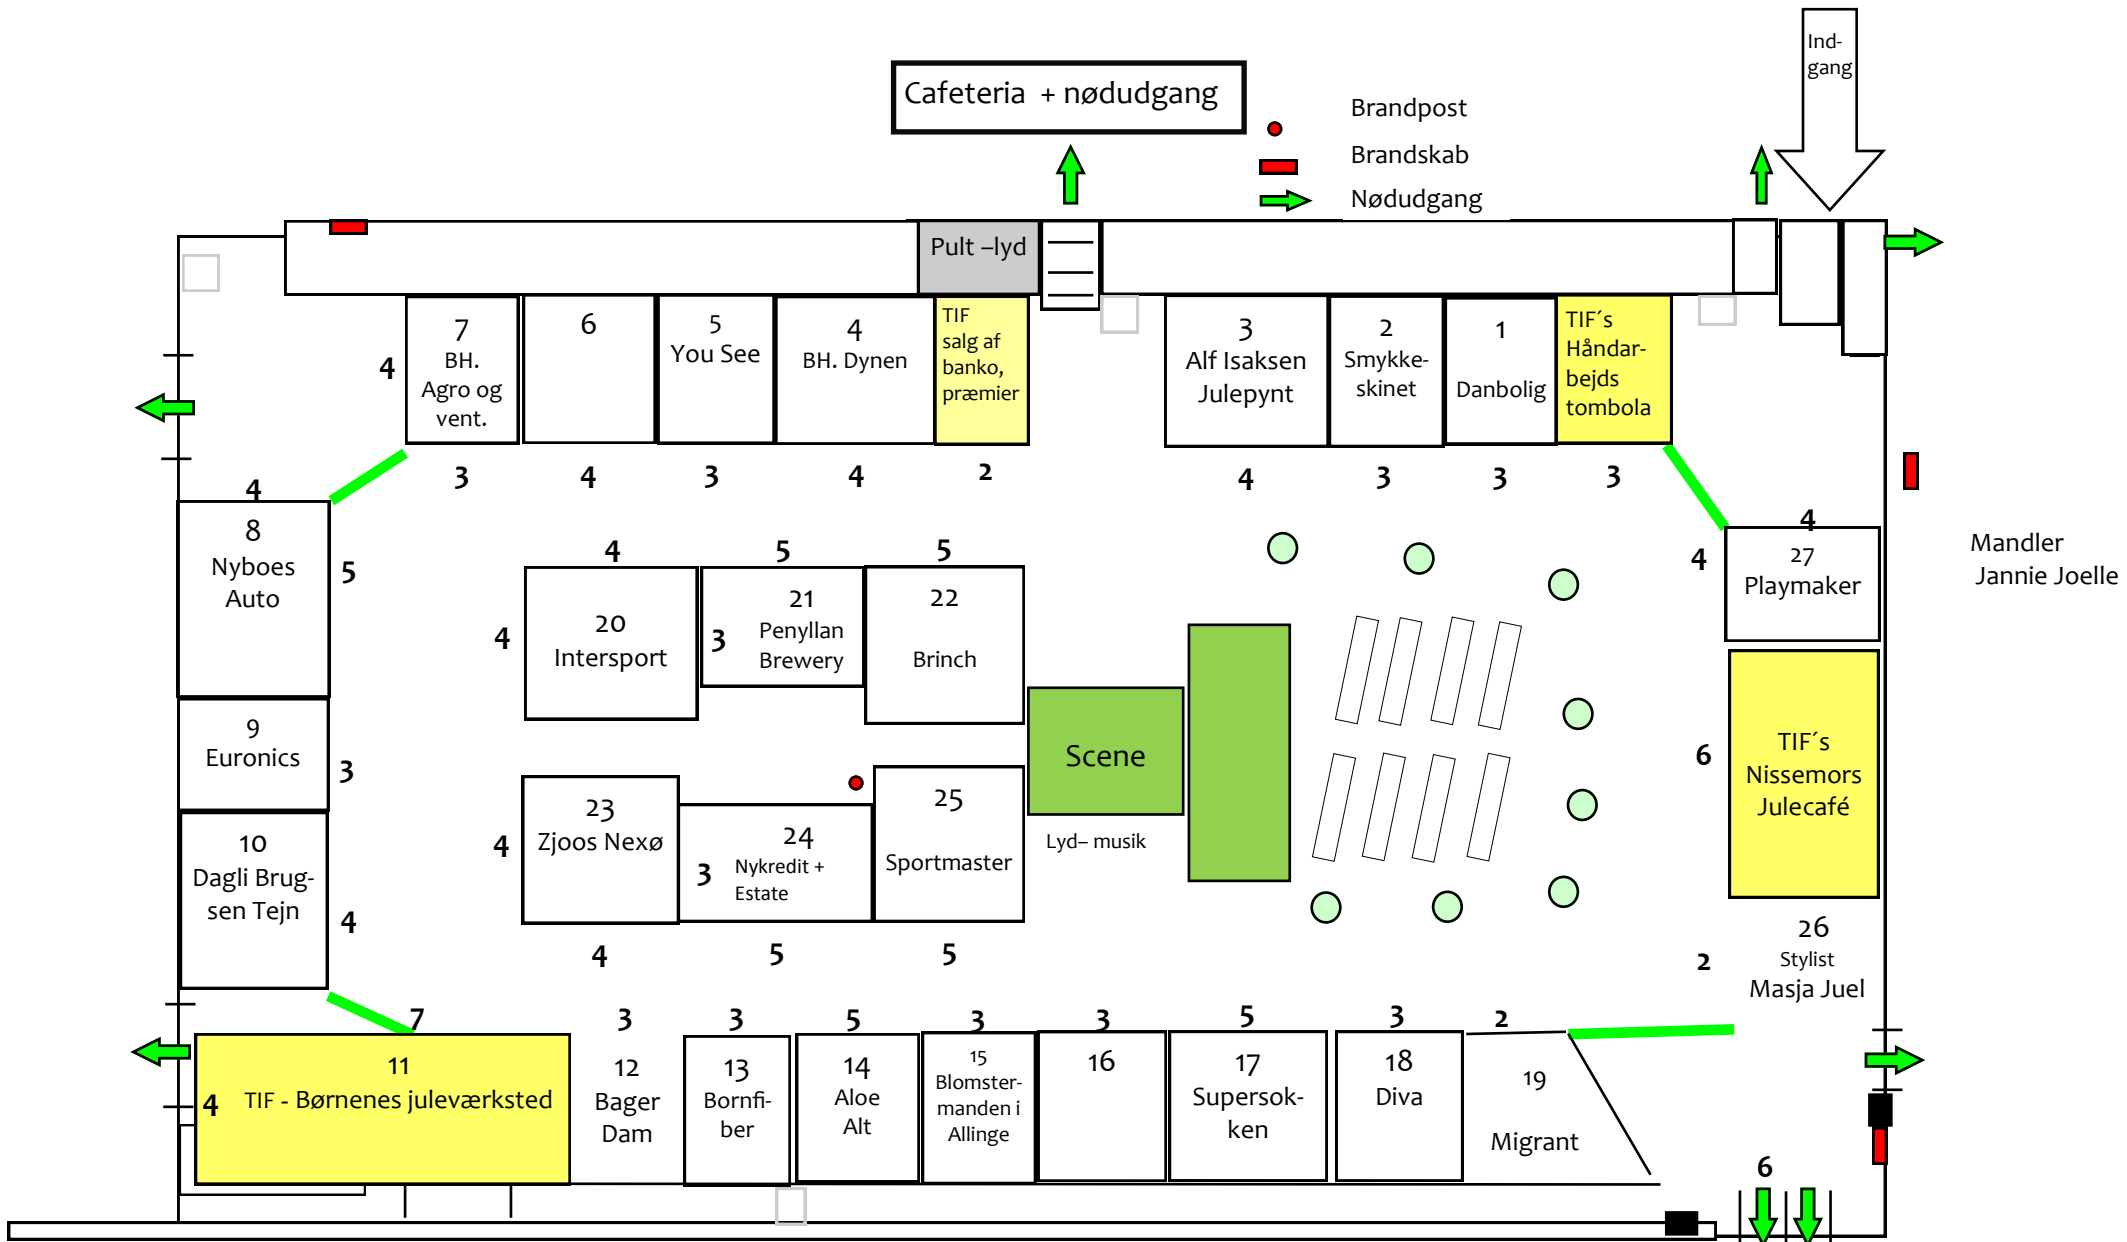 Ind-
gang
Cafeteria + nødudgang
Brandpost
Brandskab
Nødudgang
Pult –lyd
7
BH.
Agro og
vent.
4
3
6
4
5
You See
3
4
BH. Dynen
4
TIF
salg af
banko,
præmier
2
3
Alf Isaksen
Julepynt
4
2
Smykke-
skinet
3
1
Danbolig
3
TIF´s
Håndar-
bejds
tombola
3
4
8
Nyboes
Auto
5
9
Euronics
3
10
Dagli Brug-
sen Tejn
4
4
20
Intersport
4
5
21
Penyllan
Brewery
3
5
22
Brinch
23
Zjoos Nexø
4
4
24
Nykredit +
Estate
3
5
25
Sportmaster
5
Scene
Lyd– musik
4
4
27
Playmaker
Mandler
Jannie Joelle
6
TIF´s
Nissemors
Julecafé
26
Stylist
Masja Juel
2
7
11
TIF - Børnenes juleværksted
4
3
12
Bager
Dam
3
13
Bornfi-
ber
5
14
Aloe
Alt
3
15
Blomster-
manden i
Allinge
3
16
5
17
Supersok-
ken
3
18
Diva
2
19
Migrant
6